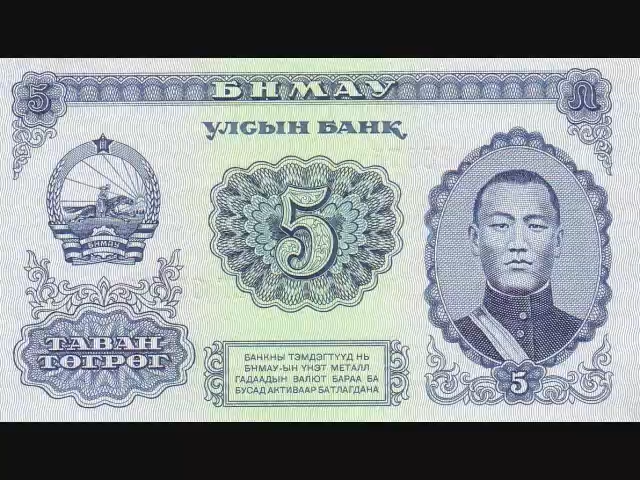 5 БНМАУ
УЛСЫН БАНК
БНМАУ
5
ТАВАН
ТӨГРӨГ
БАНКНЫ ТЭМДЭГТҮҮД НЬ
БНМАУ-ЫН ҮНЭТ МЕТАЛЛ
ГАДААДЫН ВАЛЮТ БАРАА БА
БУСАД АКТИВААР БАТЛАГДАНА
5